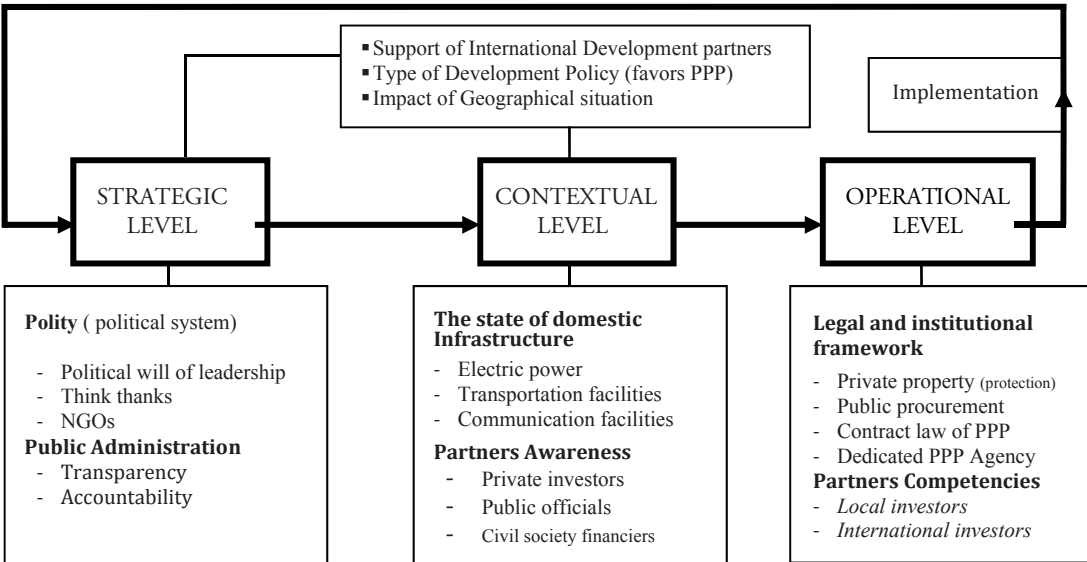 ▪ Support of International Development partners
▪ Type of Development Policy (favors PPP)
▪ Impact of Geographical situation
Implementation
STRATEGIC
LEVEL
CONTEXTUAL
LEVEL
OPERATIONAL
LEVEL
Polity ( political system)
- Political will of leadership
- Think thanks
- NGOs
Public Administration
- Transparency
- Accountability
The state of domestic
Infrastructure
- Electric power
- Transportation facilities
- Communication facilities
Partners Awareness
- Private investors
- Public officials
- Civil society financiers
Legal and institutional
framework
- Private property (protection)
- Public procurement
- Contract law of PPP
- Dedicated PPP Agency
Partners Competencies
- Local investors
- International investors